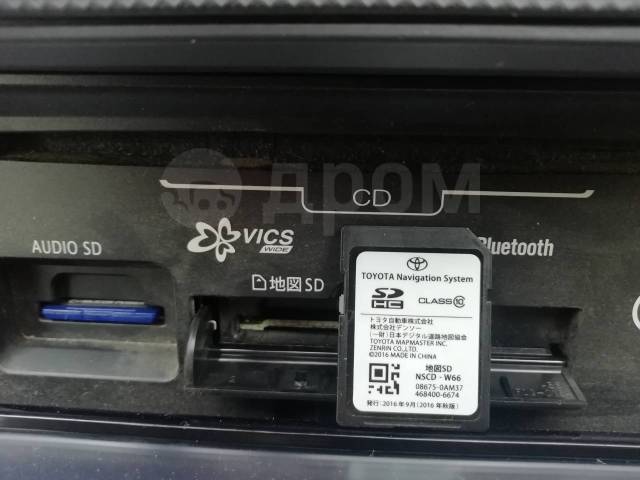 дром
CD
AUDIO SD
VICS
WIDE
Bluetooth
地図SD
TOYOTA Navigation System
SD
HC
CLASS 10
トヨタ自動車株式会社
株式会社デンソー
(一財)日本デジタル道路地図協会
TOYOTA MAPMASTER INC.
ZENRIN CO.,LTD.
©2016 MADE IN CHINA
地図SD
NSCD - W66
08675-0AM37
468400-6674
発行:2016年9月(2016年秋版)